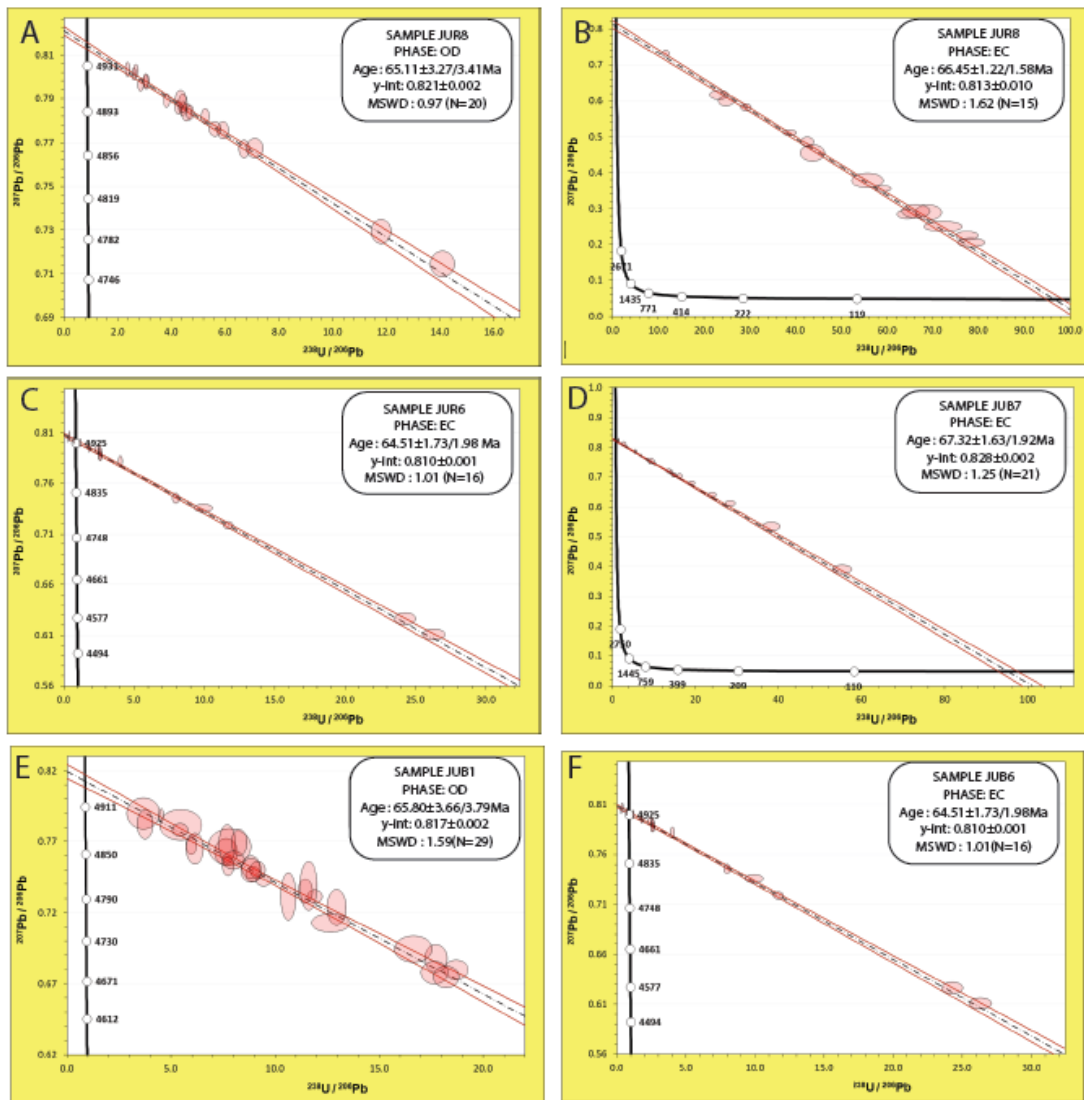 A
SAMPLE JUR8
PHASE: OD
Age : 65.11±3.27/3.41Ma
y-int: 0.821±0.002
MSWD : 0.97 (N=20)
207Pb / 206Pb
0.81
0.79
0.77
0.75
0.73
0.71
0.69
4931
4893
4856
4819
4782
4746
0.0 2.0 4.0 6.0 8.0 10.0 12.0 14.0 16.0
238U / 206Pb
B
SAMPLE JUR8
PHASE: EC
Age : 66.45±1.22/1.58Ma
y-int: 0.813±0.010
MSWD : 1.62 (N=15)
207Pb / 206Pb
0.8
0.7
0.6
0.5
0.4
0.3
0.2
0.1
0.0
1435
771
414
222
119
0.0 10.0 20.0 30.0 40.0 50.0 60.0 70.0 80.0 90.0 100.0
238U / 206Pb
C
SAMPLE JUR6
PHASE: EC
Age : 64.51±1.73/1.98 Ma
y-int: 0.810±0.001
MSWD : 1.01 (N=16)
207Pb / 206Pb
0.81
0.76
0.71
0.66
0.61
0.56
4925
4835
4748
4661
4577
4494
0.0 5.0 10.0 15.0 20.0 25.0 30.0
238U / 206Pb
D
SAMPLE JUB7
PHASE: EC
Age : 67.32±1.63/1.92Ma
y-int: 0.828±0.002
MSWD : 1.25 (N=21)
207Pb / 206Pb
1.0
0.9
0.8
0.7
0.6
0.5
0.4
0.3
0.2
0.1
0.0
2750
1445
759
399
209
110
0 20 40 60 80 100
238U / 206Pb
E
SAMPLE JUB1
PHASE: OD
Age : 65.80±3.66/3.79Ma
y-int: 0.817±0.002
MSWD : 1.59(N=29)
207Pb / 206Pb
0.82
0.77
0.72
0.67
0.62
4911
4850
4790
4730
4671
4612
0.0 5.0 10.0 15.0 20.0
238U / 206Pb
F
SAMPLE JUB6
PHASE: EC
Age : 64.51±1.73/1.98Ma
y-int: 0.810±0.001
MSWD : 1.01(N=16)
207Pb / 206Pb
0.81
0.76
0.71
0.66
0.61
0.56
4925
4835
4748
4661
4577
4494
0.0 5.0 10.0 15.0 20.0 25.0 30.0
238U / 206Pb